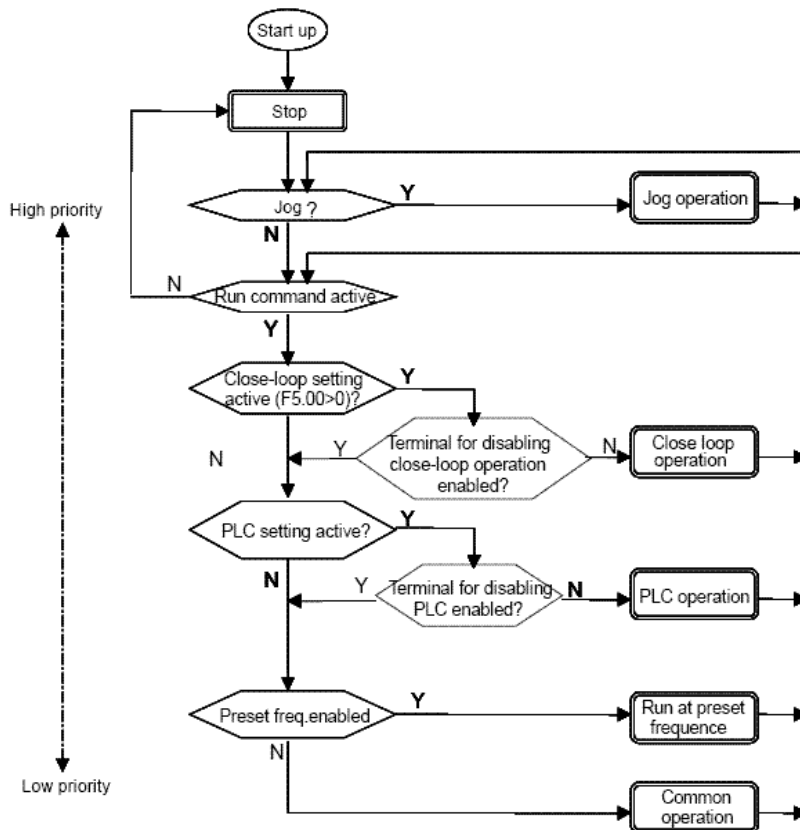 Start up
Stop
High priority
Jog ?
Y
Jog operation
N
N
Run command active
Y
Close-loop setting
active (F5.00>0)?
Y
N
Y
Terminal for disabling
close-loop operation
enabled?
N
Close loop
operation
PLC setting active?
Y
N
Y
Terminal for disabling
PLC enabled?
N
PLC operation
Preset freq.enabled
Y
Run at preset
frequence
N
Low priority
Common
operation